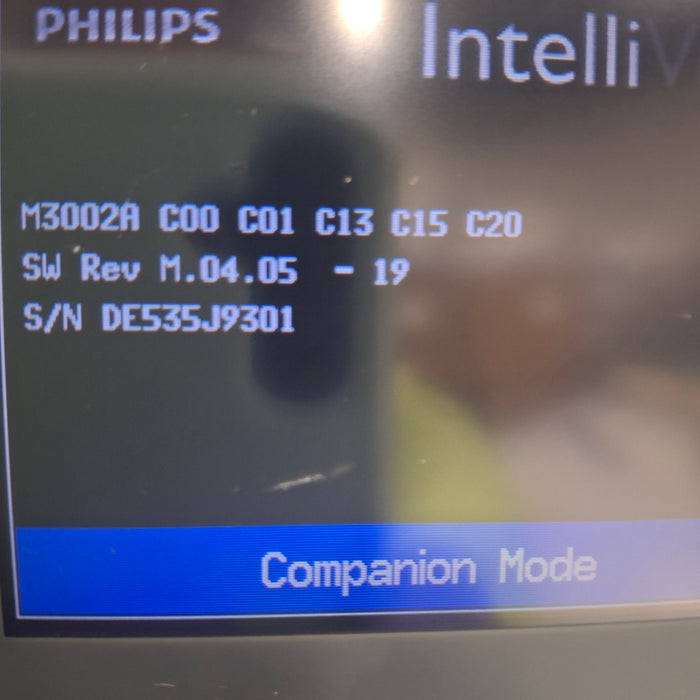 PHILIPS
IntelliV
M3002A C00 C01 C13 C15 C20
SW Rev M.04.05 - 19
S/N DE535J9301
Companion Mode